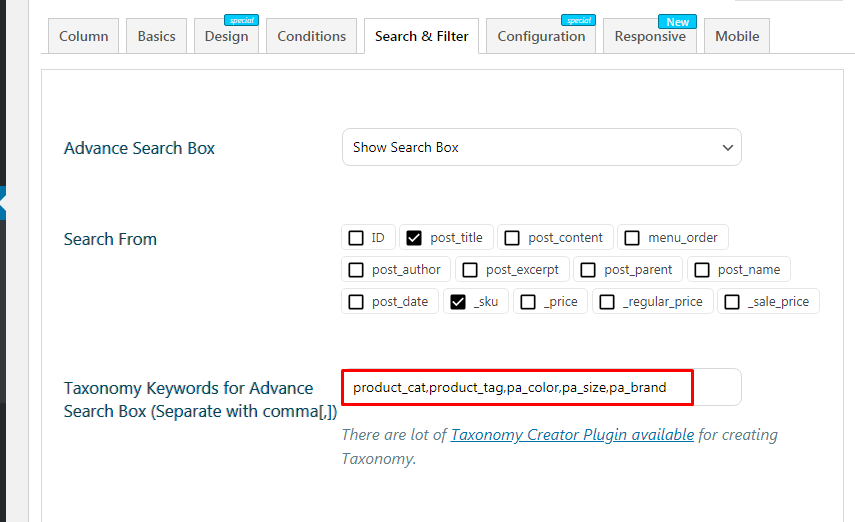 special special New
Column Basics Design Conditions Search & Filter Configuration Responsive Mobile
Advance Search Box Show Search Box
Search From ID post_title post_content menu_order
post_author post_excerpt post_parent post_name
post_date _sku _price _regular_price _sale_price
Taxonomy Keywords for Advance product_cat,product_tag,pa_color,pa_size,pa_brand
Search Box (Separate with comma[,])
There are lot of Taxonomy Creator Plugin available for creating
Taxonomy.